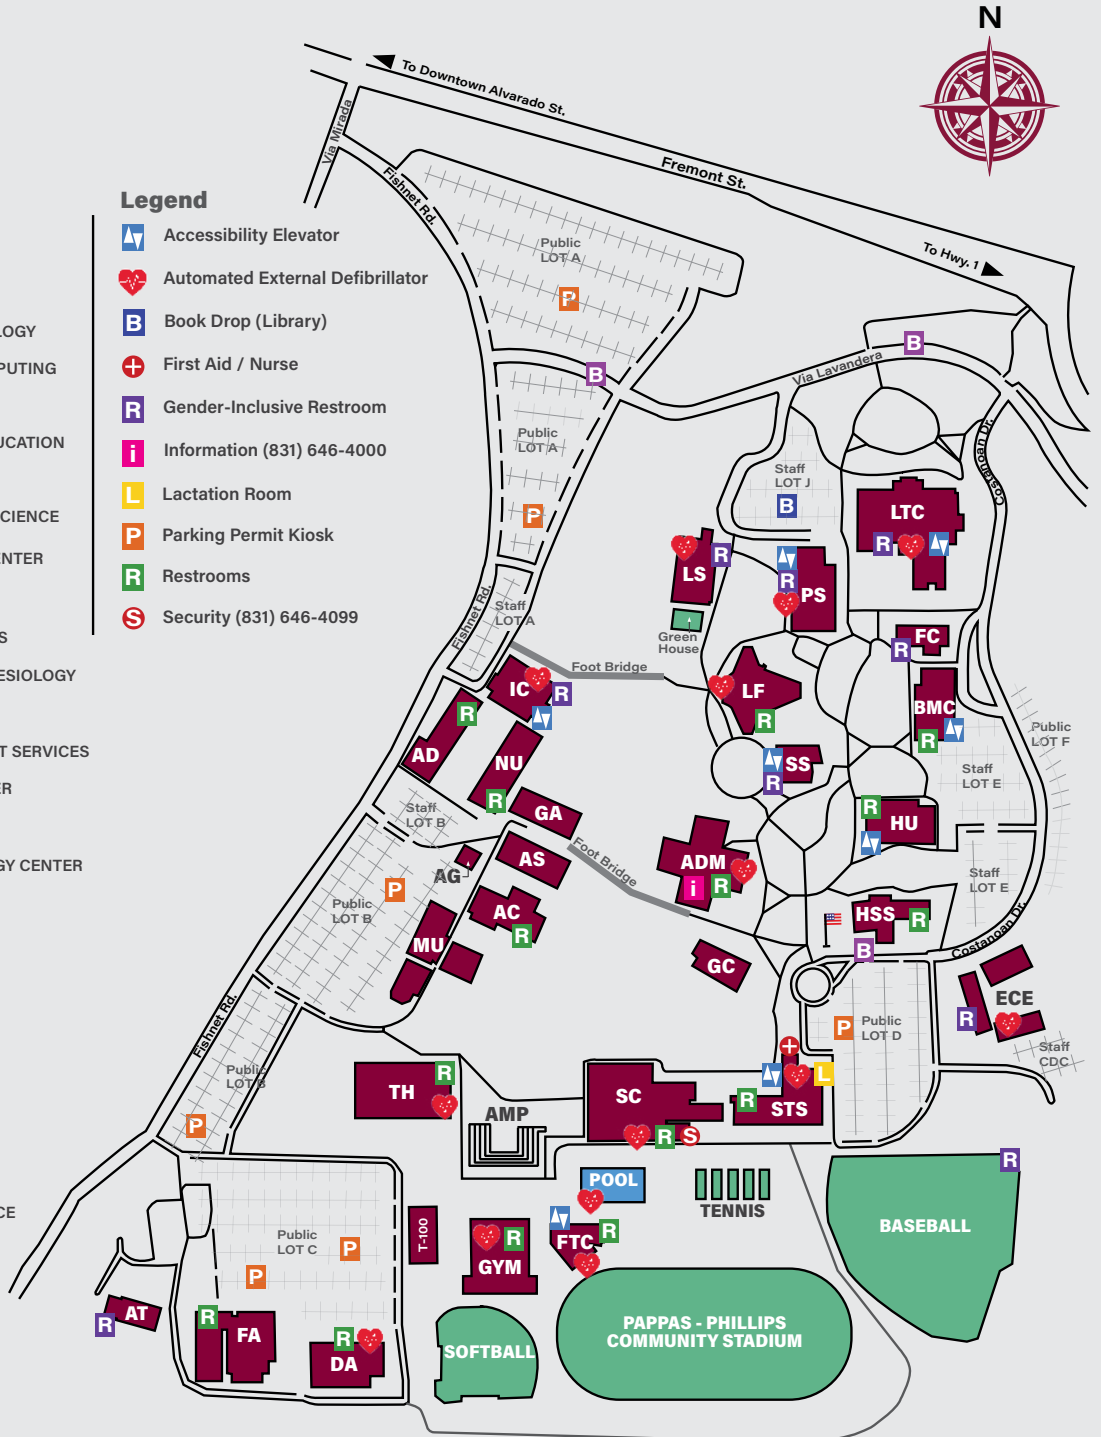 N
To Downtown Alvarado St.
Via Mirada
Fishnet Rd.
Fremont St.
To Hwy. 1
Legend
Accessibility Elevator
Automated External Defibrillator
B Book Drop (Library)
First Aid / Nurse
R Gender-Inclusive Restroom
i Information (831) 646-4000
L Lactation Room
P Parking Permit Kiosk
R Restrooms
S Security (831) 646-4099
LOGY
PUTING
UCATION
CIENCE
ENTER
S
ESIOLOGY
T SERVICES
ER
GY CENTER
CE
Public
LOT A
P
B
Via Lavandera
B
Public
LOT A
P
Costanoan Dr.
Staff
LOT J
B
LTC
R
LS
R
R
PS
Green
House
Fishnet Rd.
Staff
LOT A
FC
R
Foot Bridge
IC
R
LF
R
BMC
R
Public
LOT F
R
AD
NU
R
SS
R
Staff
LOT E
Staff
LOT B
GA
R
HU
AS
Foot Bridge
ADM
i
R
AG
Staff
LOT E
P
Public
LOT B
AC
R
HSS
R
MU
B
Costanoan Dr.
GC
ECE
R
Fishnet Rd.
P
Public
LOT D
Staff
CDC
Public
LOT B
P
TH
R
AMP
SC
R
S
R
STS
L
POOL
TENNIS
R
BASEBALL
Public
LOT C
P
P
T-100
R
GYM
FTC
R
AT
R
R
FA
R
DA
SOFTBALL
PAPPAS - PHILLIPS
COMMUNITY STADIUM